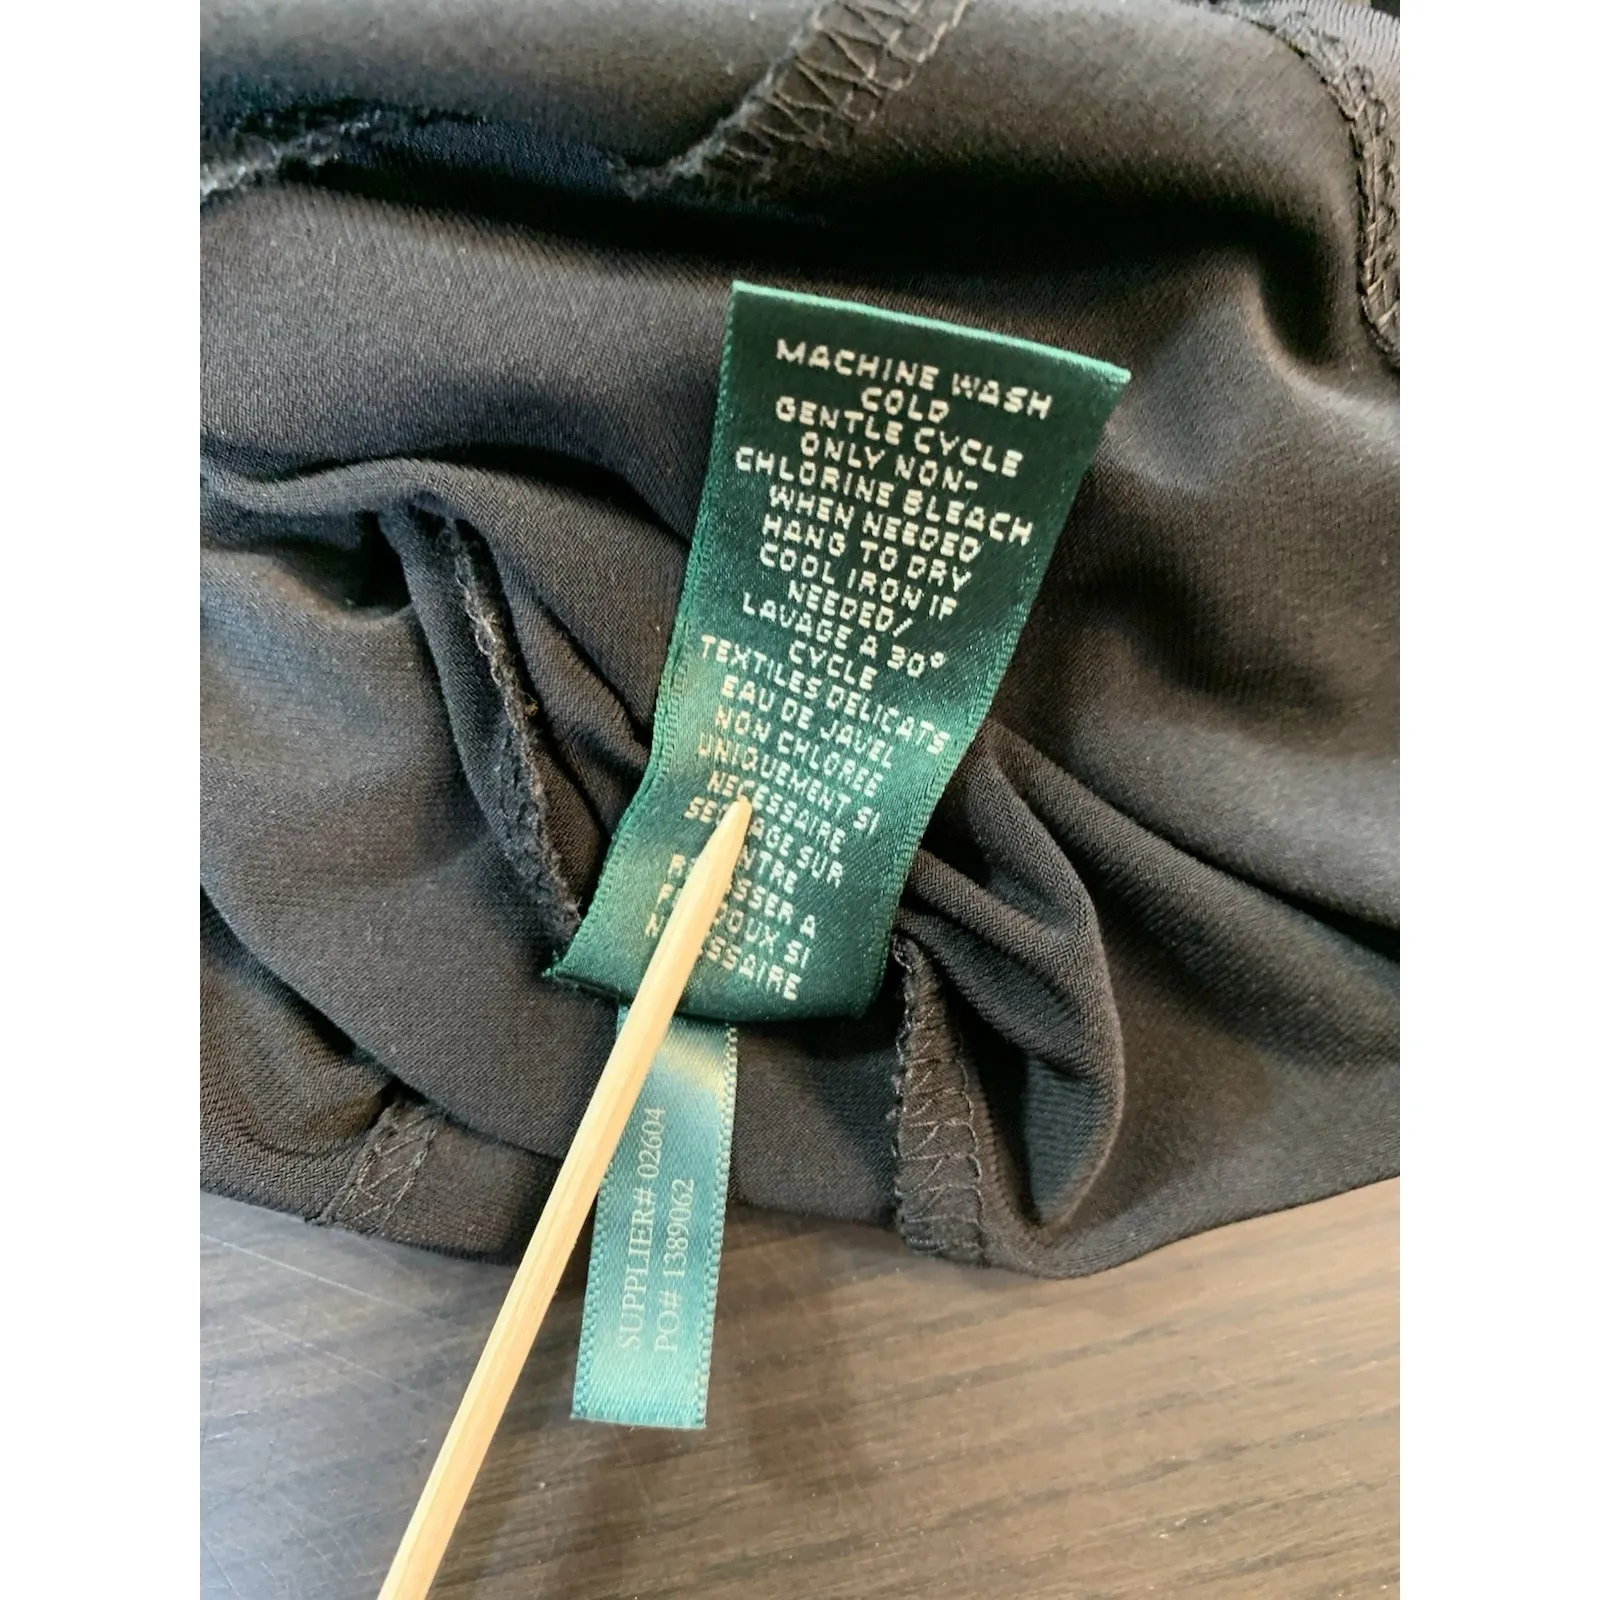 MACHINE WASH
COLD
GENTLE CYCLE
ONLY NON-
CHLORINE BLEACH
WHEN NEEDED
HANG TO DRY
COOL IRON IF
NEEDED/
LAVAGE A 30°
CYCLE
TEXTILES DELICATS
EAU DE JAVEL
NON CHLOREE
UNIQUEMENT SI
NECESSAIRE
SUR
A
SI
SUPPLIER# 02604
PO# 1389062